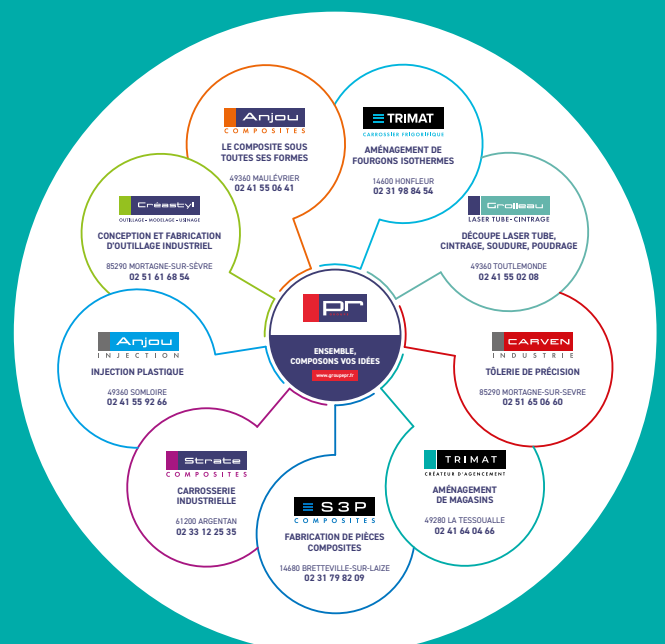 Anjou
COMPOSITES
LE COMPOSITE SOUS
TOUTES SES FORMES
49360 MAULÉVRIER
02 41 55 06 41
TRIMAT
CARROSSIER FRIGORIFIQUE
AMÉNAGEMENT DE
FOURGONS ISOTHERMES
14600 HONFLEUR
02 31 98 84 54
Créastyl
OUTILLAGE • MODELAGE • USINAGE
CONCEPTION ET FABRICATION
D'OUTILLAGE INDUSTRIEL
85290 MORTAGNE-SUR-SÈVRE
02 51 61 68 54
Grolleau
LASER TUBE • CINTRAGE
DÉCOUPE LASER TUBE,
CINTRAGE, SOUDURE, POUDRAGE
49360 TOUTLEMONDE
02 41 55 02 08
pr
ENSEMBLE,
COMPOSONS VOS IDÉES
www.groupepr.fr
Anjou
INJECTION
INJECTION PLASTIQUE
49360 SOMLOIRE
02 41 55 92 66
CARVEN
INDUSTRIE
TÔLERIE DE PRÉCISION
85290 MORTAGNE-SUR-SEVRE
02 51 65 06 60
Strate
COMPOSITES
CARROSSERIE
INDUSTRIELLE
61200 ARGENTAN
02 33 12 25 35
TRIMAT
CRÉATEUR D'AGENCEMENT
AMÉNAGEMENT
DE MAGASINS
49280 LA TESSOUALLE
02 41 64 04 66
S3P
COMPOSITES
FABRICATION DE PIÈCES
COMPOSITES
14680 BRETTEVILLE-SUR-LAIZE
02 31 79 82 09